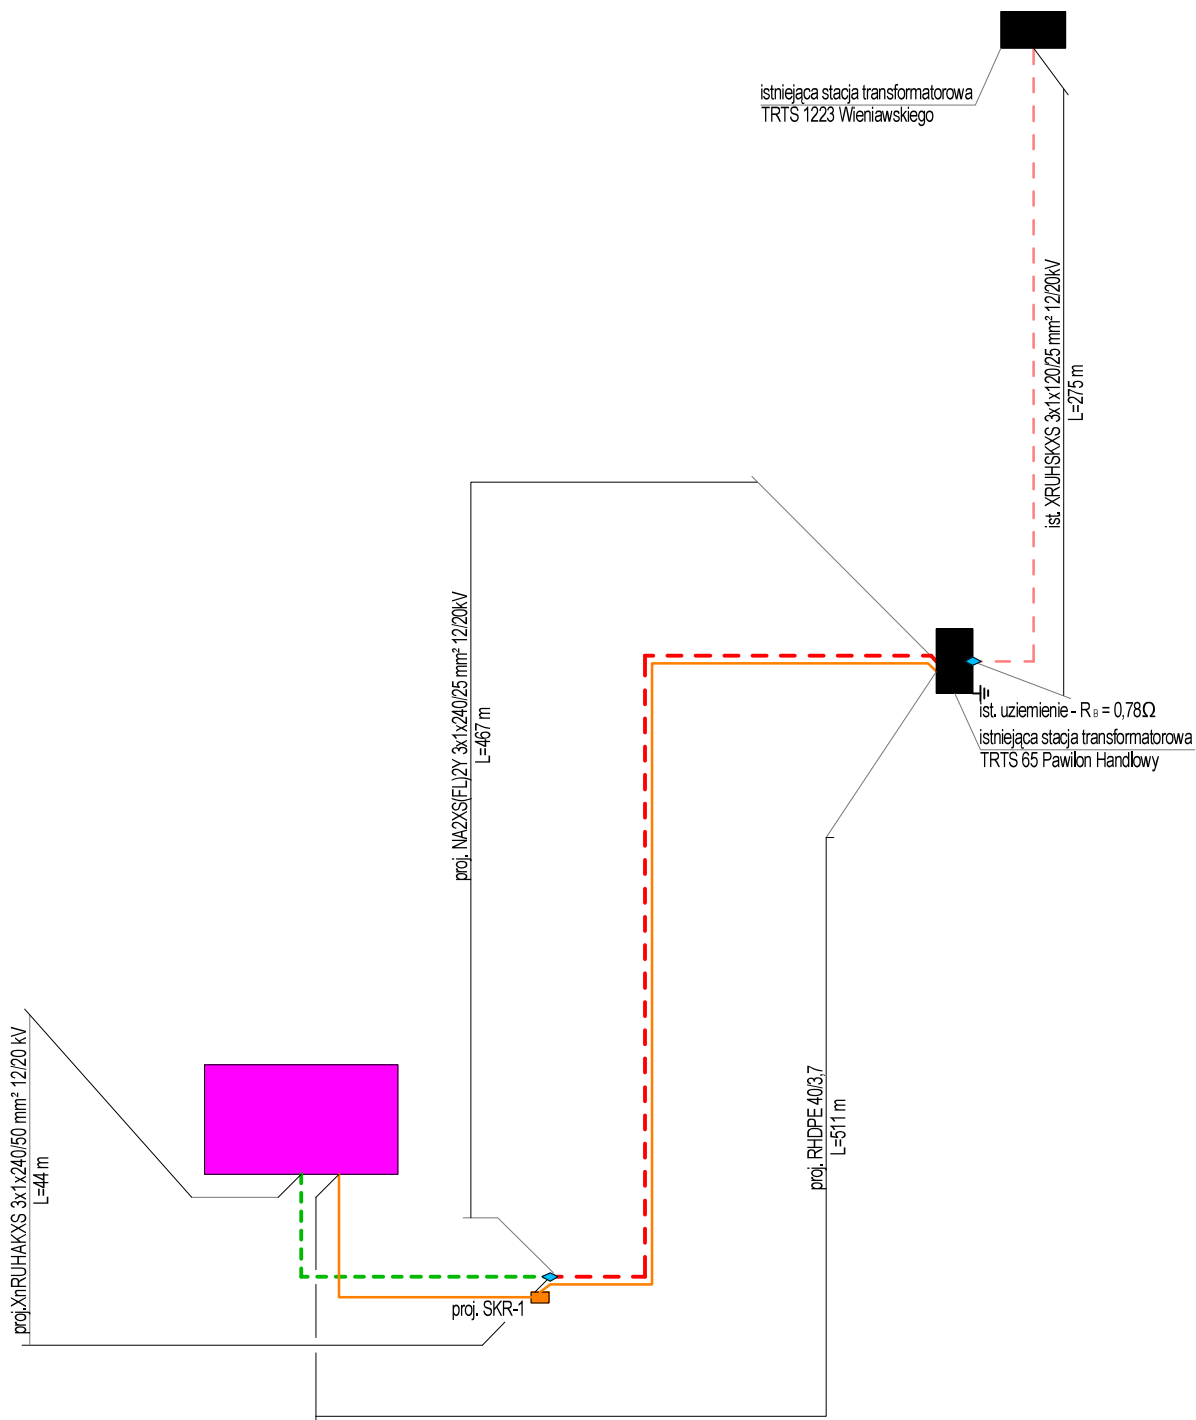 istniejąca stacja transformatorowa
TRTS 1223 Wieniawskiego
ist. XRUHSKXS 3x1x120/25 mm² 12/20kV
L=275 m
proj. NA2XS(FL)2Y 3x1x240/25 mm² 12/20kV
L=467 m
ist. uziemienie - R B = 0,78Ω
istniejąca stacja transformatorowa
TRTS 65 Pawilon Handlowy
proj. RHDPE 40/3,7
L=511 m
proj.XnRUHAKXS 3x1x240/50 mm² 12/20 kV
L=44 m
proj. SKR-1